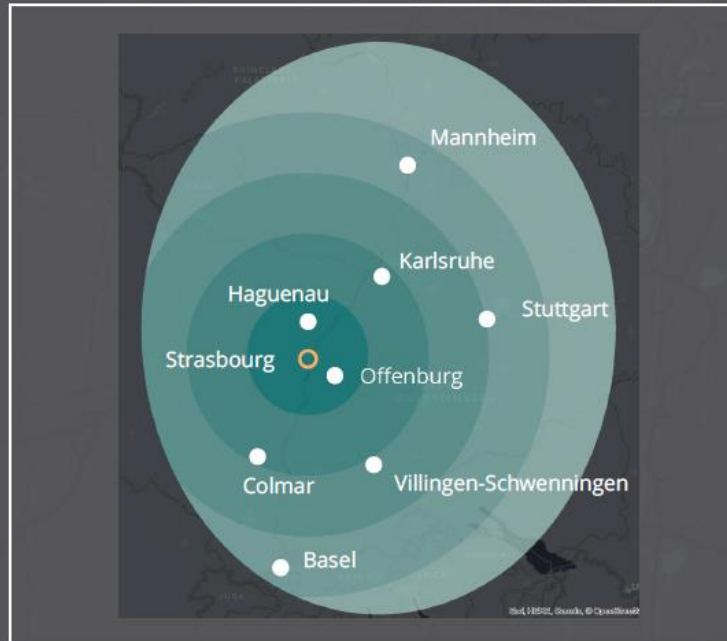 Mannheim
Karlsruhe
Haguenau
Stuttgart
Strasbourg
Offenburg
Colmar
Villingen-Schwenningen
Basel